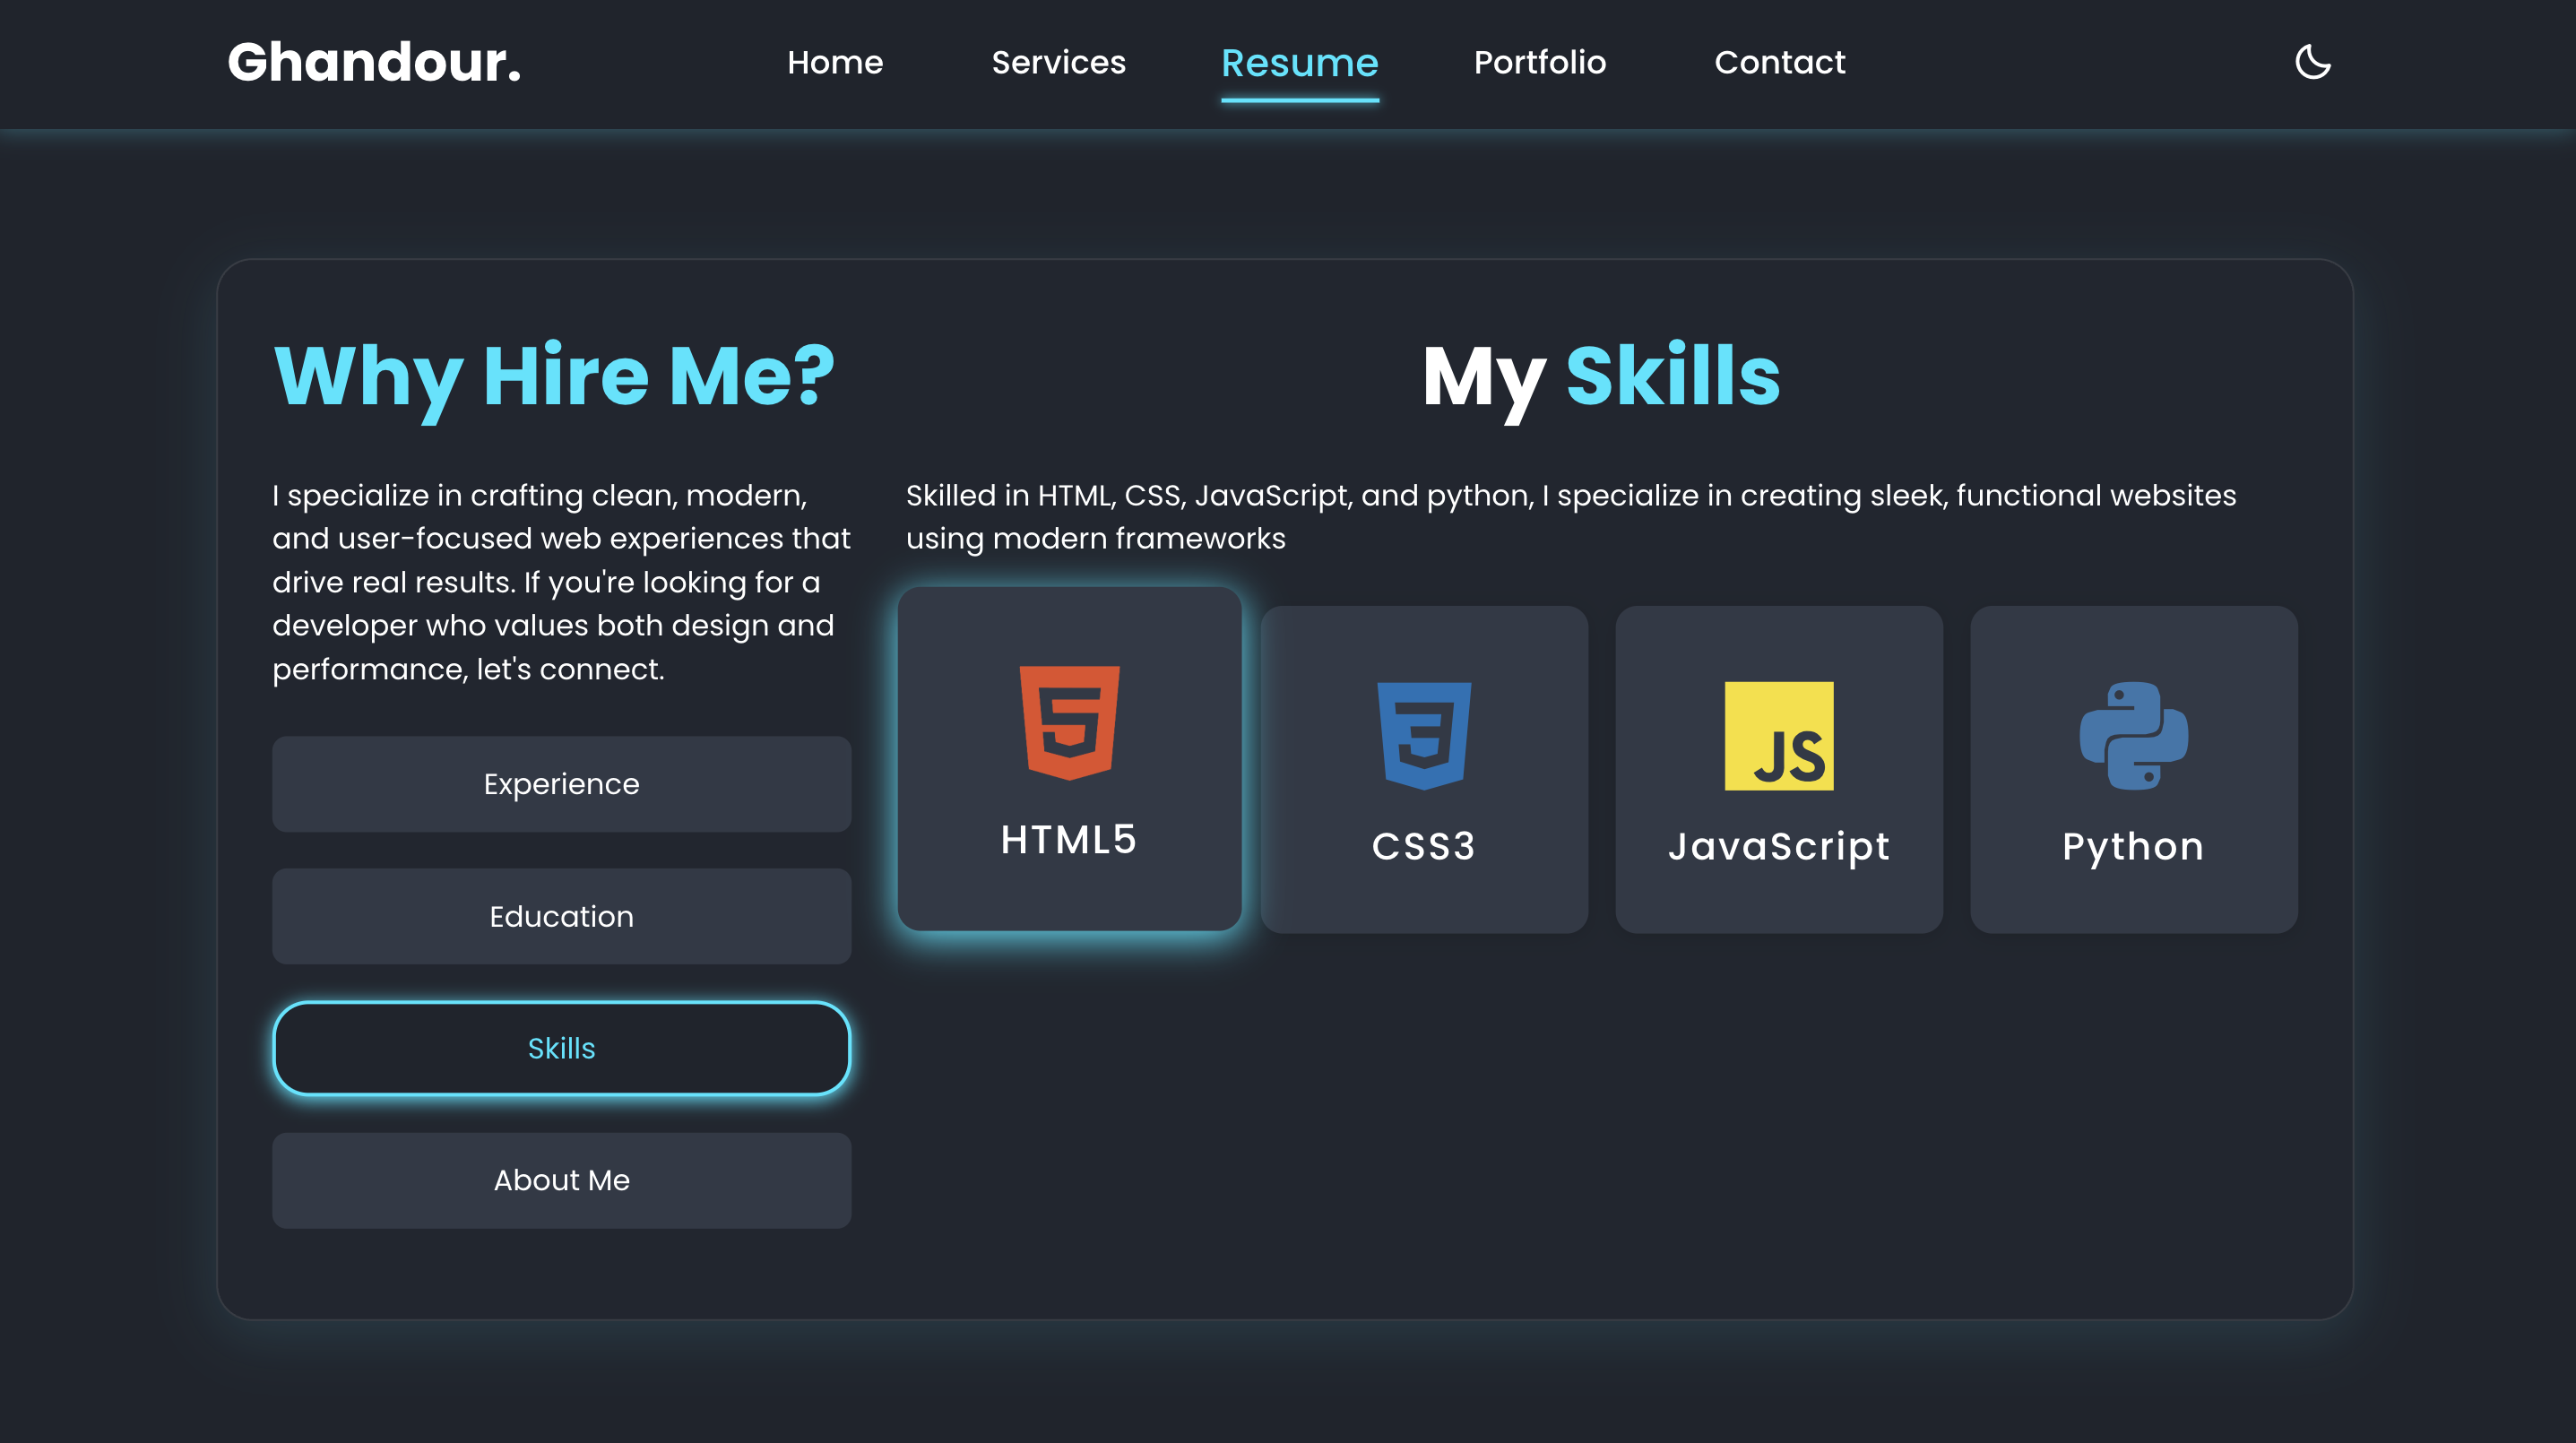 Ghandour.
Home
Services
Resume
Portfolio
Contact
Why Hire Me?
I specialize in crafting clean, modern,
and user-focused web experiences that
drive real results. If you're looking for a
developer who values both design and
performance, let's connect.
Experience
Education
Skills
About Me
My Skills
Skilled in HTML, CSS, JavaScript, and python, I specialize in creating sleek, functional websites
using modern frameworks
5
HTML5
3
CSS3
JS
JavaScript
Python